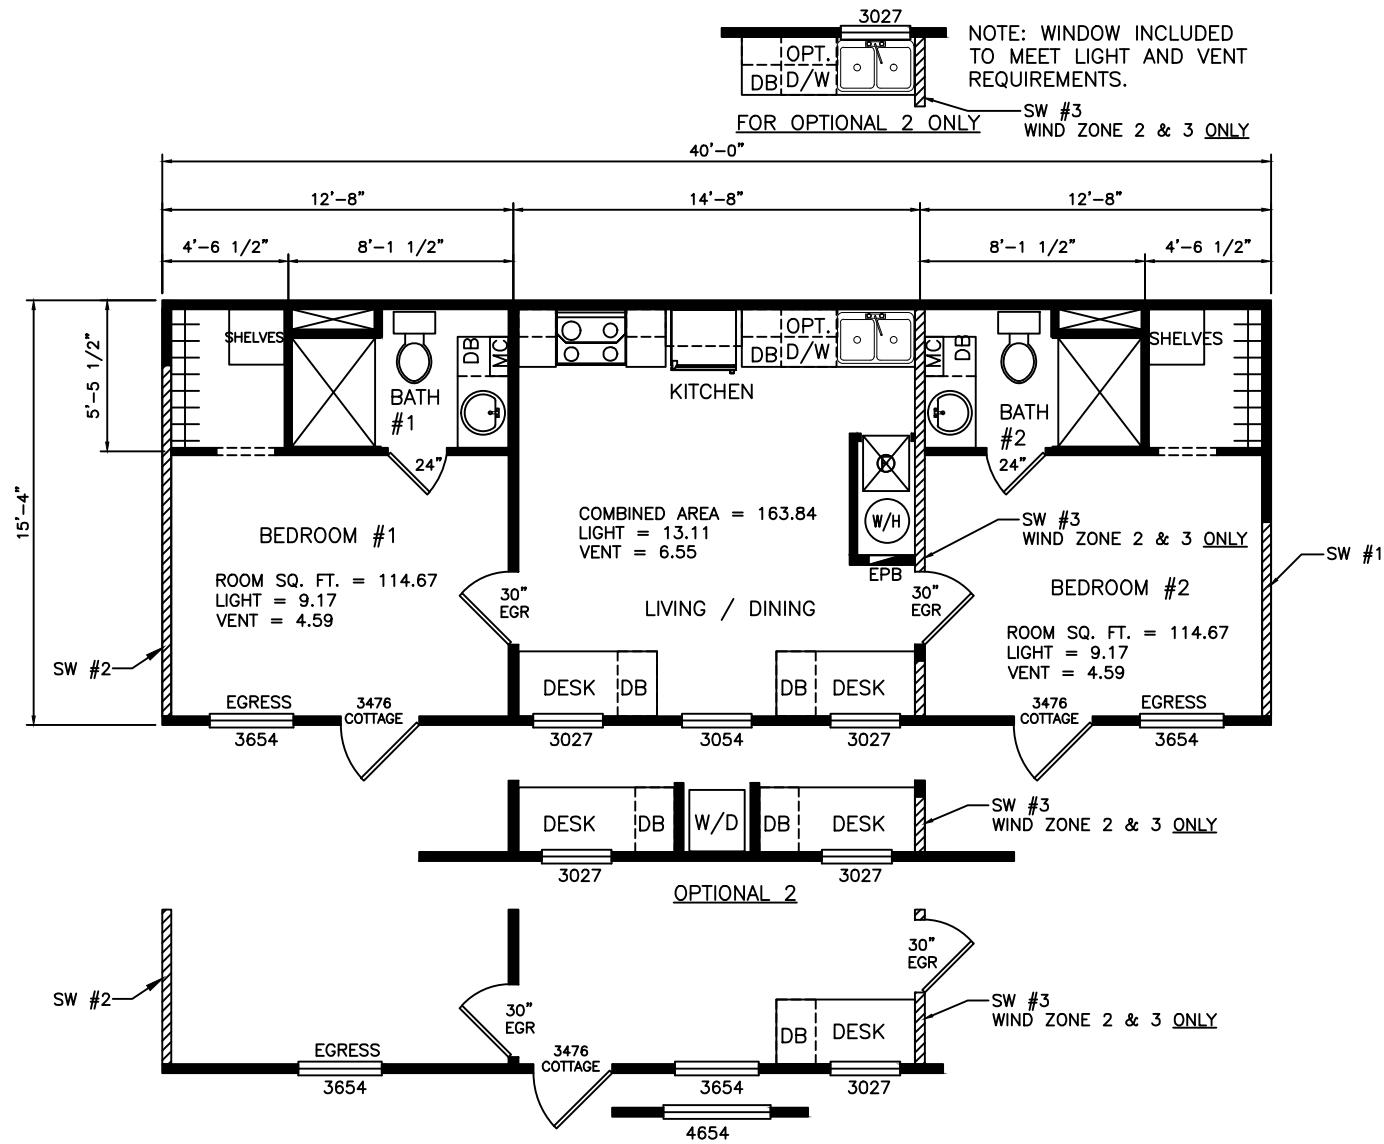 3027
NOTE: WINDOW INCLUDED
TO MEET LIGHT AND VENT
REQUIREMENTS.
OPT.
DB D/W
SW #3
WIND ZONE 2 & 3 ONLY
FOR OPTIONAL 2 ONLY
40'-0"
12'-8"
14'-8"
12'-8"
4'-6 1/2"
8'-1 1/2"
8'-1 1/2"
4'-6 1/2"
15'-4"
5'-5 1/2"
SHELVES
DB
MC
BATH
#1
24"
OPT.
DB D/W
KITCHEN
MC
DB
BATH
#2
24"
SHELVES
BEDROOM #1
ROOM SQ. FT. = 114.67
LIGHT = 9.17
VENT = 4.59
COMBINED AREA = 163.84
LIGHT = 13.11
VENT = 6.55
W/H
EPB
SW #3
WIND ZONE 2 & 3 ONLY
SW #1
30"
EGR
LIVING / DINING
30"
EGR
BEDROOM #2
ROOM SQ. FT. = 114.67
LIGHT = 9.17
VENT = 4.59
SW #2
EGRESS
3654
3476
COTTAGE
DESK
DB
3027
3054
DB
DESK
3027
3476
COTTAGE
EGRESS
3654
DESK
DB
W/D
DB
DESK
SW #3
WIND ZONE 2 & 3 ONLY
3027
3027
OPTIONAL 2
SW #2
30"
EGR
30"
EGR
SW #3
WIND ZONE 2 & 3 ONLY
DB
DESK
EGRESS
3654
3476
COTTAGE
3654
3027
4654